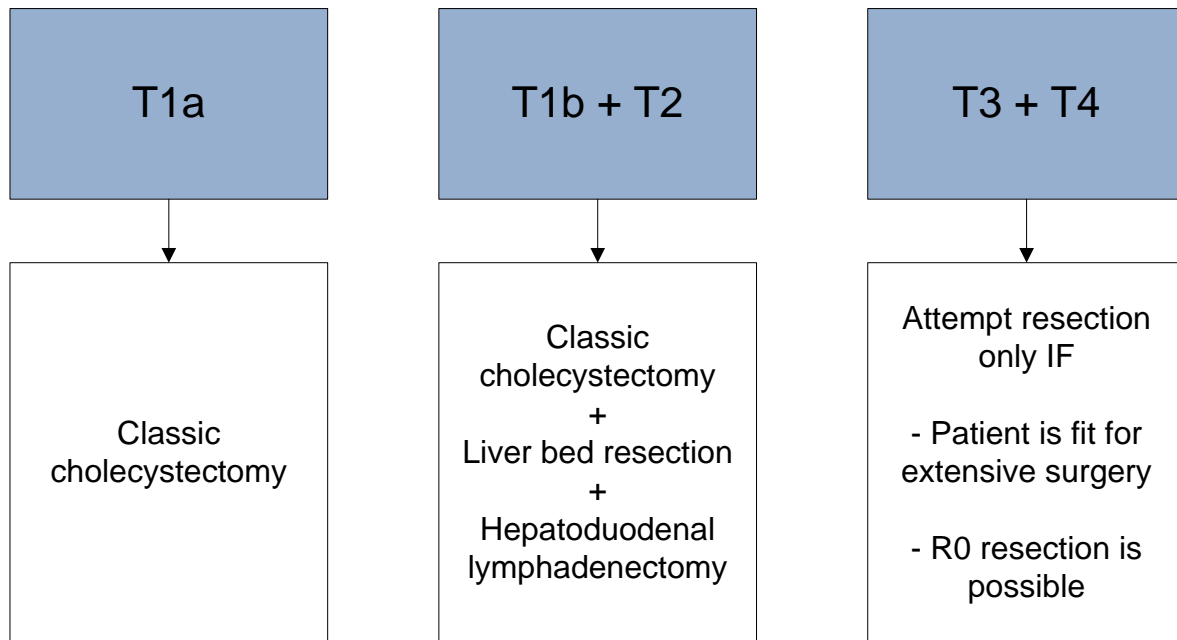 T1a
T1b + T2
T3 + T4
Classic
cholecystectomy
Classic
cholecystectomy
+
Liver bed resection
+
Hepatoduodenal
lymphadenectomy
Attempt resection
only IF
- Patient is fit for
extensive surgery
- R0 resection is
possible